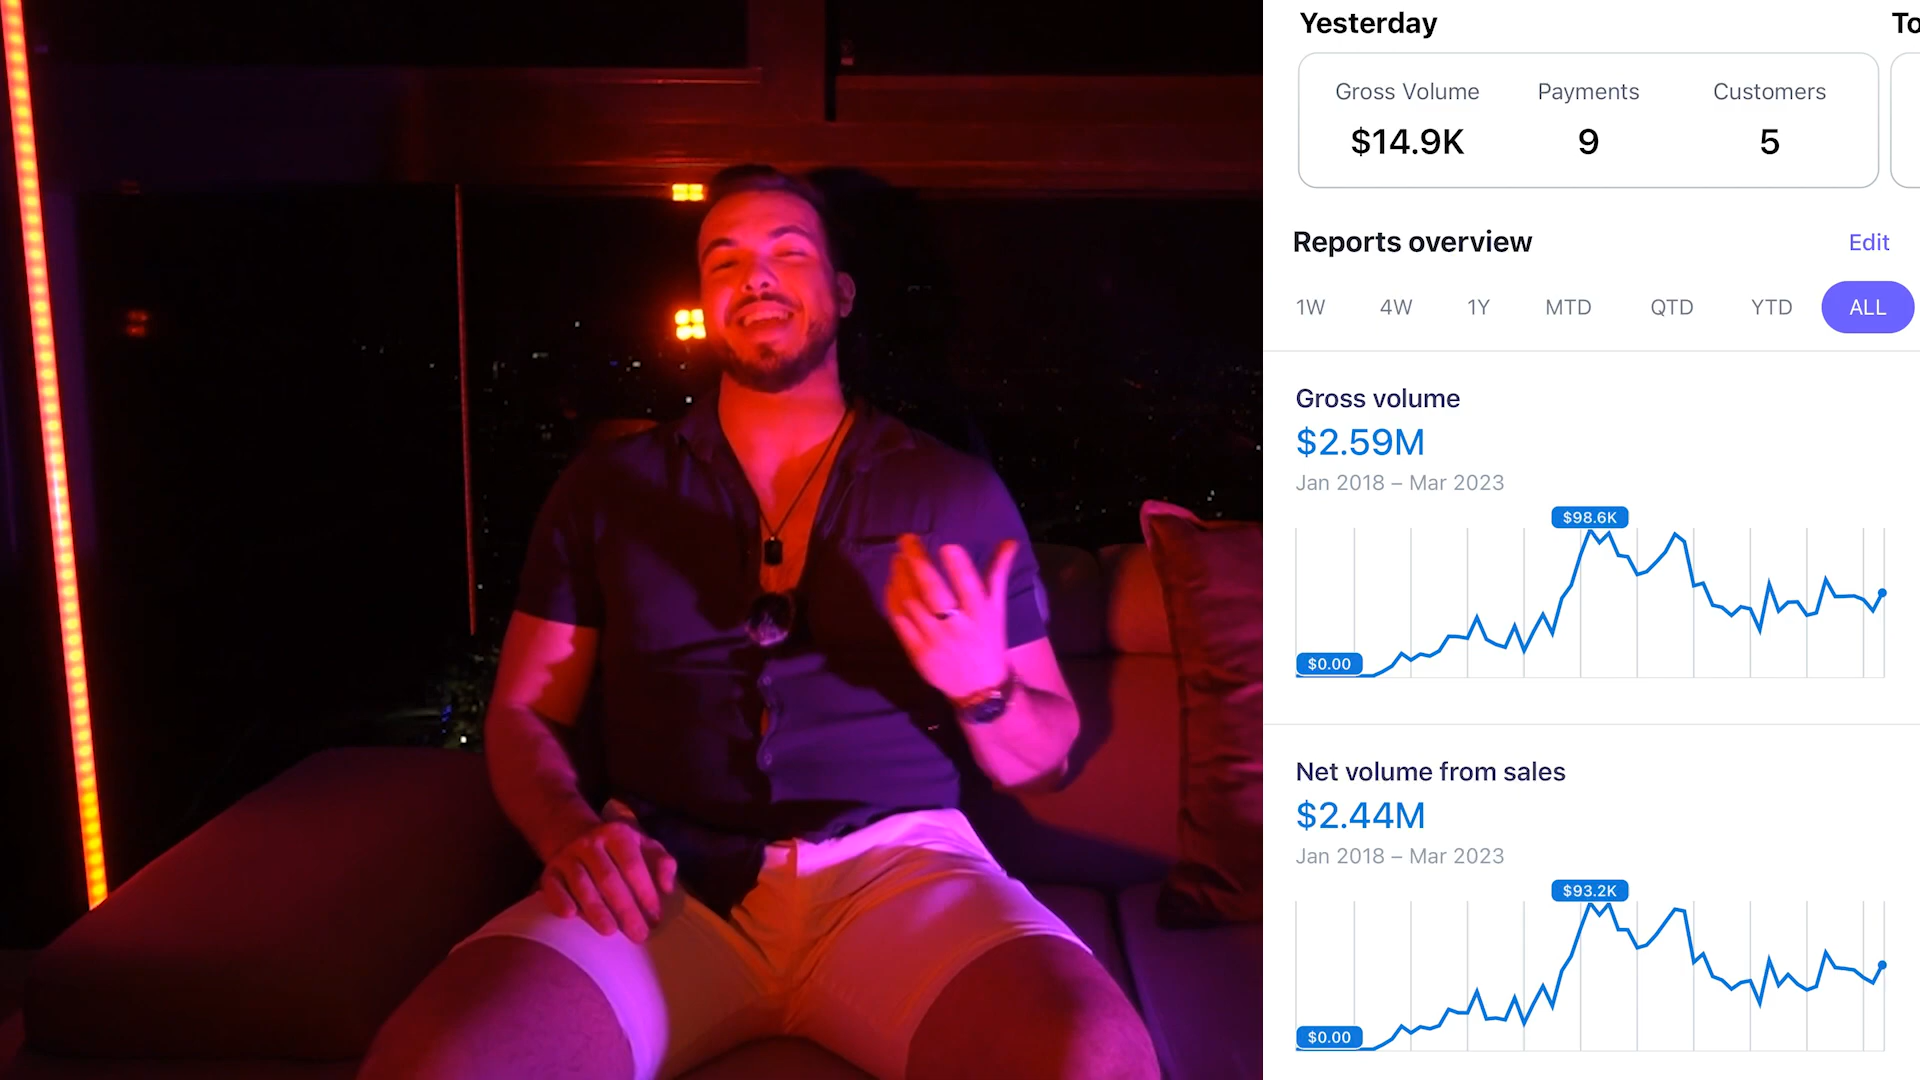 Yesterday
To
Gross Volume Payments Customers
$14.9K 9 5
Reports overview Edit
1W 4W 1Y MTD QTD YTD ALL
Gross volume
$2.59M
Jan 2018 – Mar 2023
$98.6K
$0.00
Net volume from sales
$2.44M
Jan 2018 – Mar 2023
$93.2K
$0.00